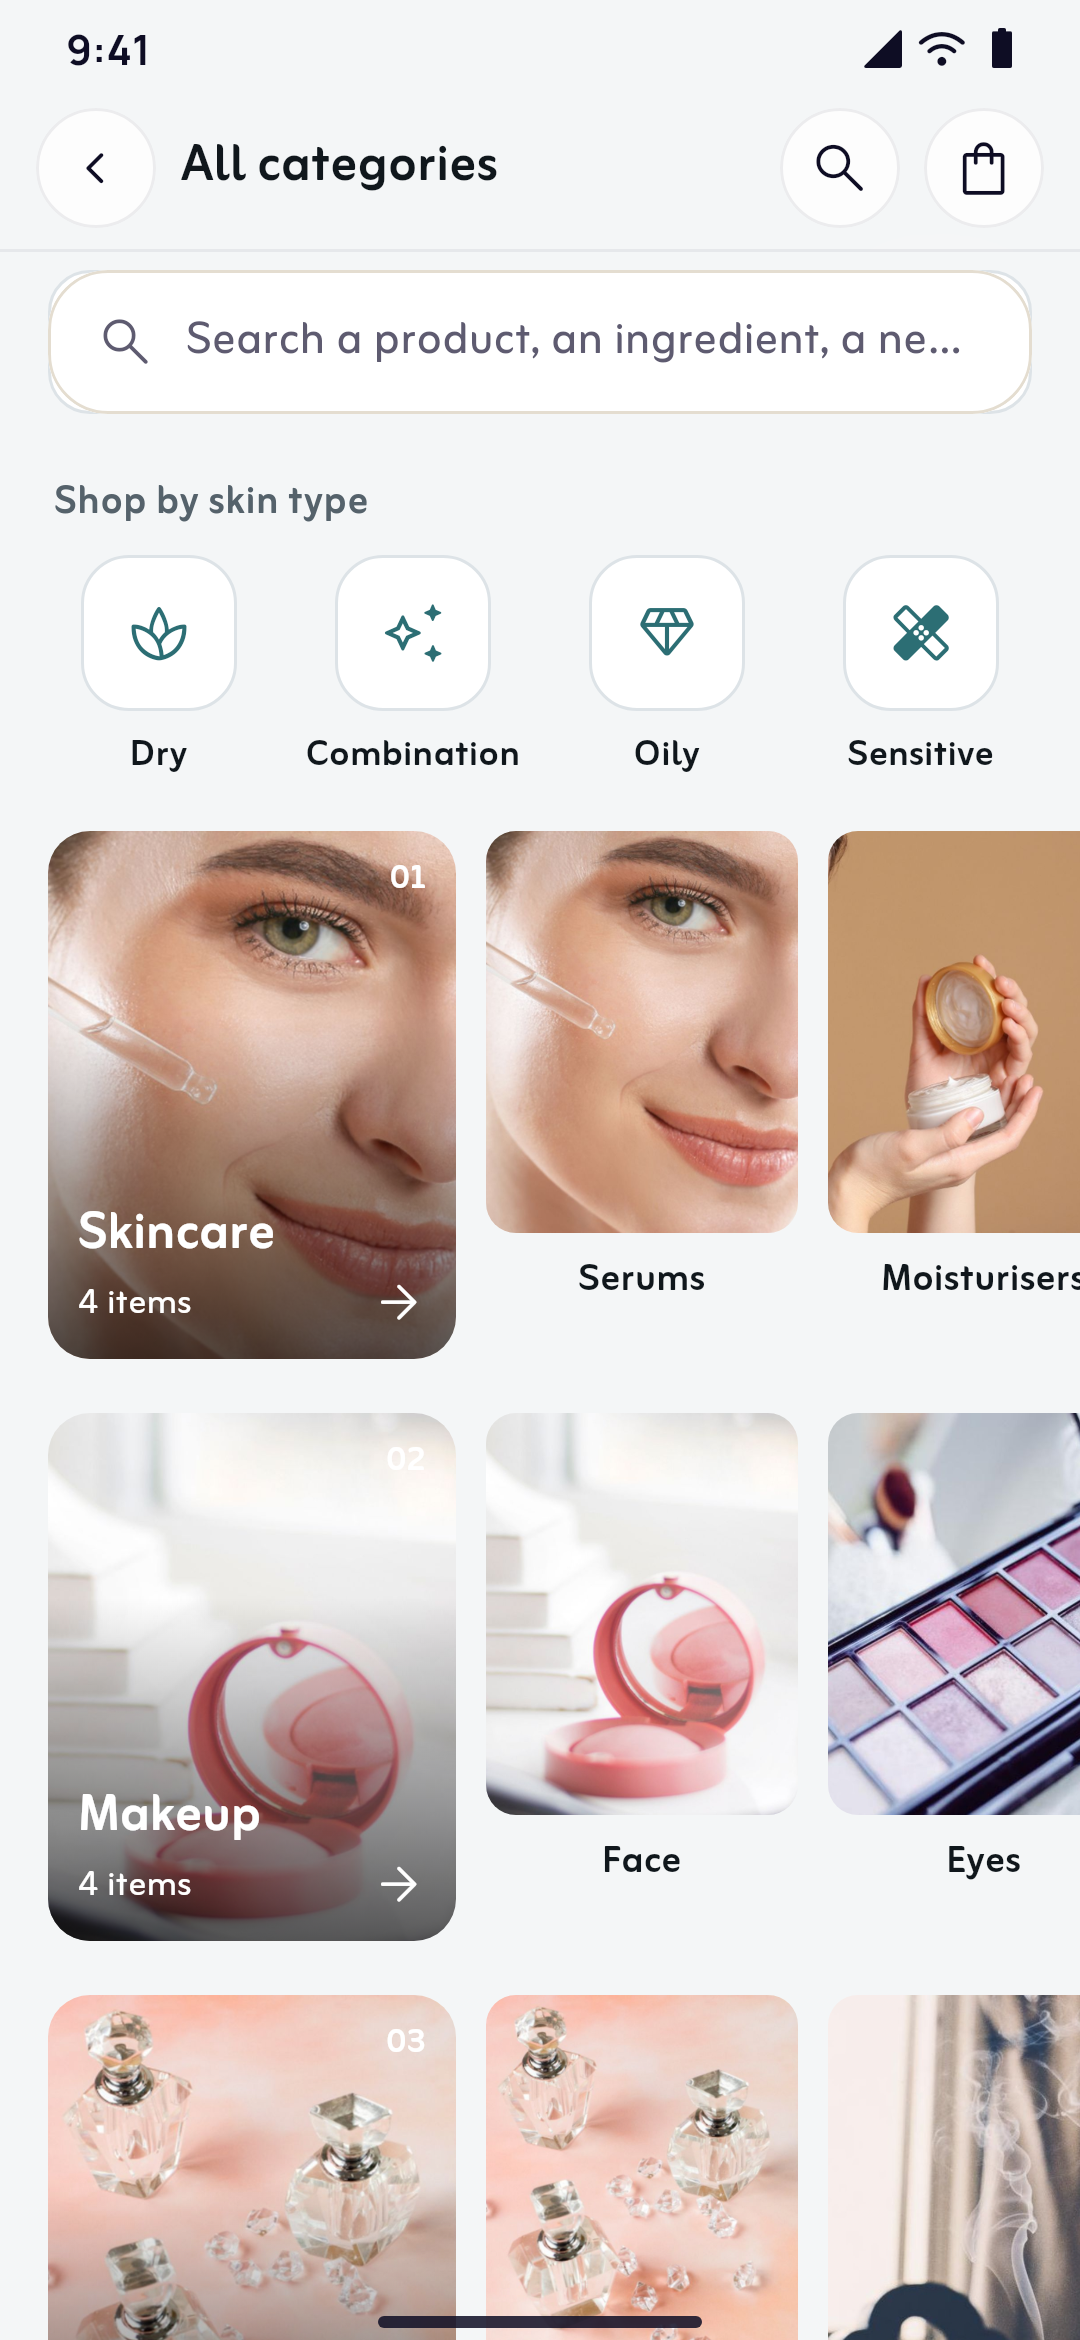 9:41
All categories
Search a product, an ingredient, a ne...
Shop by skin type
Dry
Combination
Oily
Sensitive
01
Skincare
4 items
Serums
Moisturisers
02
Makeup
4 items
Face
Eyes
03